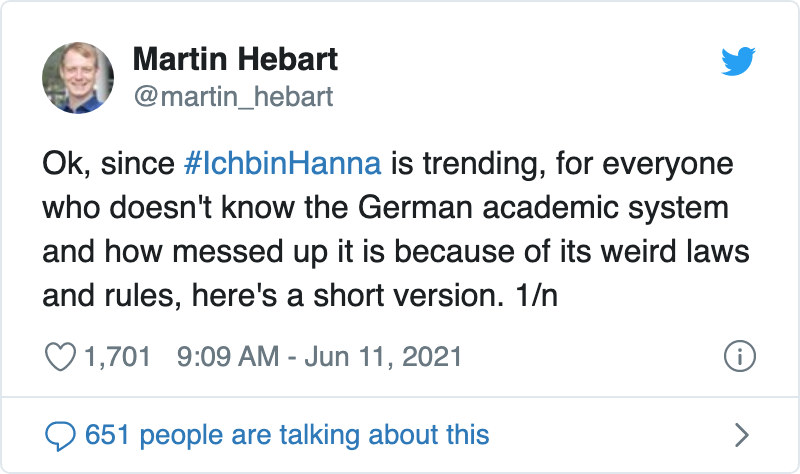 Martin Hebart
@martin_hebart
Ok, since #IchbinHanna is trending, for everyone
who doesn't know the German academic system
and how messed up it is because of its weird laws
and rules, here's a short version. 1/n
1,701 9:09 AM - Jun 11, 2021
651 people are talking about this